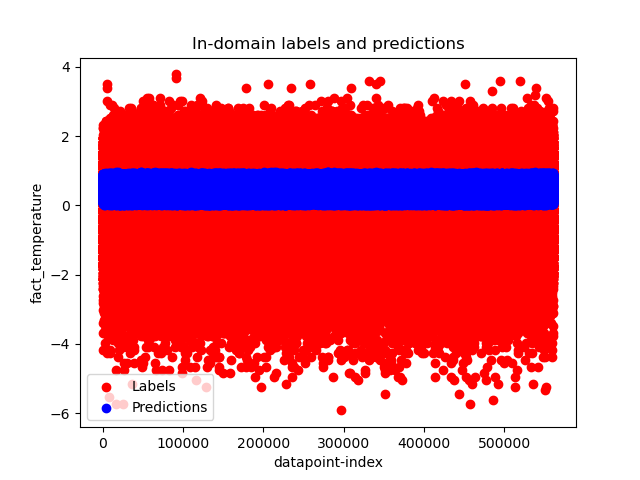 In-domain labels and predictions
4
2
0
−2
−4
−6
fact_temperature
Labels
Predictions
0
100000
200000
300000
400000
500000
datapoint-index